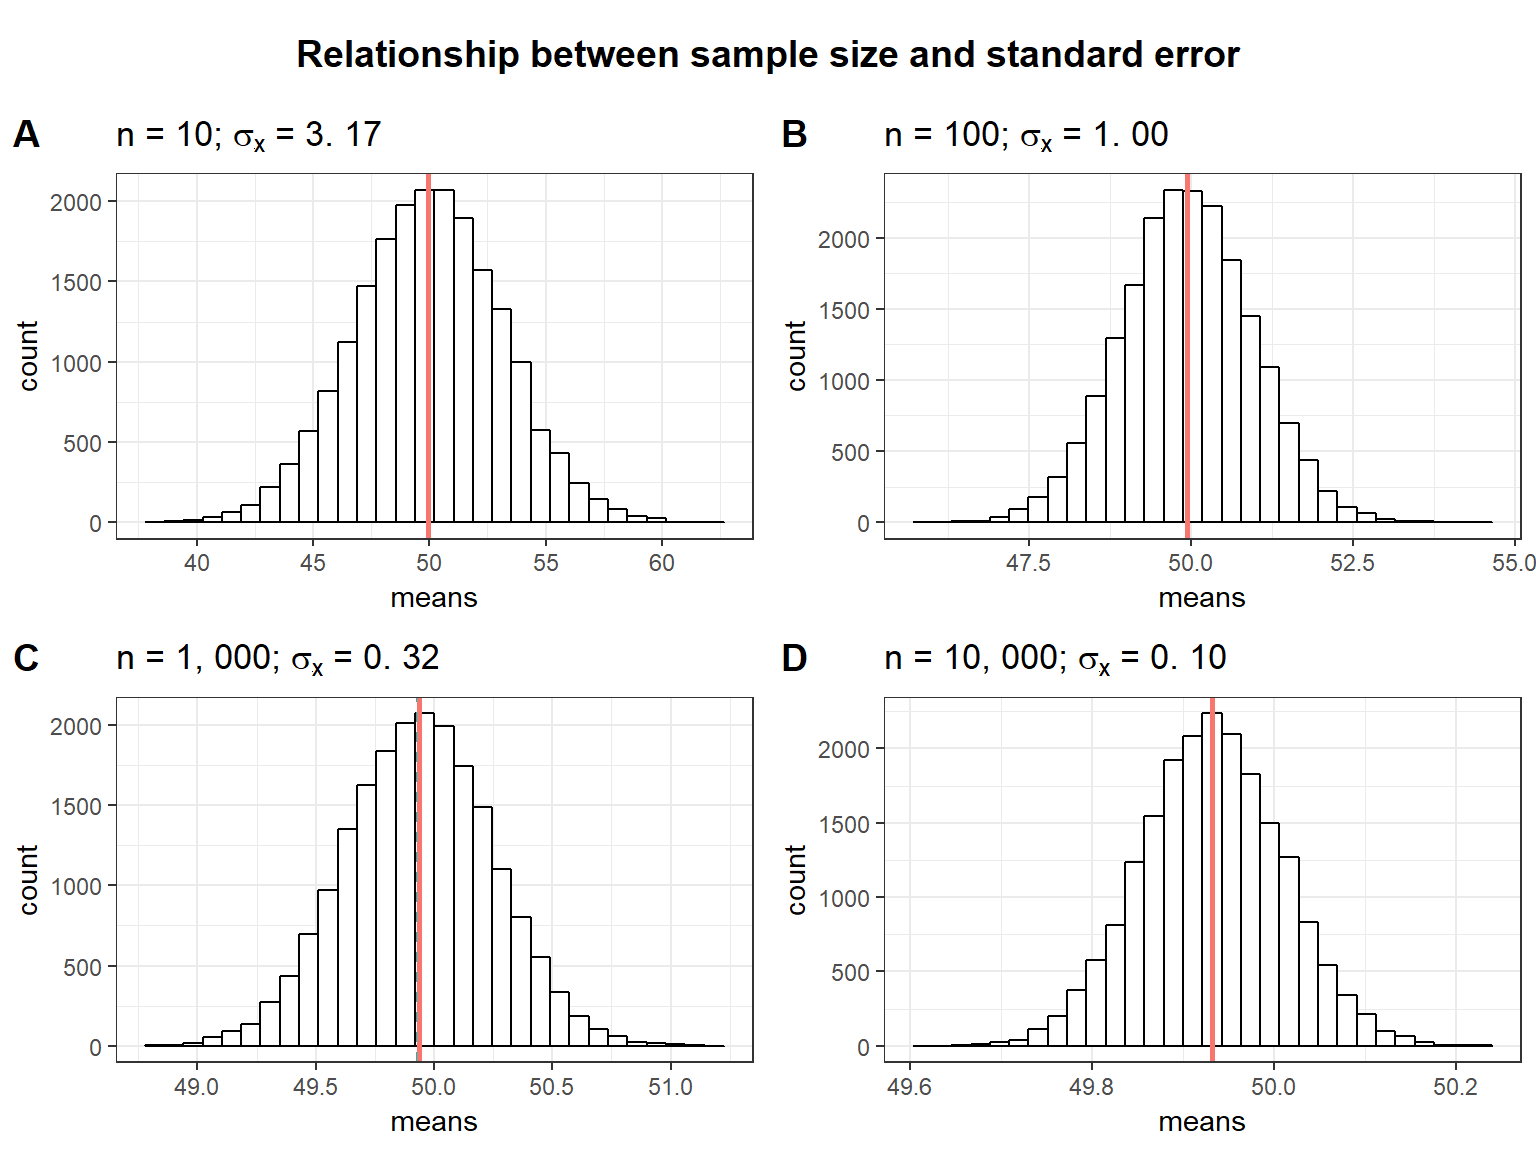 Relationship between sample size and standard error
A n = 10; σx = 3. 17
2000
1500
1000
500
0
count
40 45 50 55 60
means
B n = 100; σx = 1. 00
2000
1500
1000
500
0
count
47.5 50.0 52.5 55.0
means
C n = 1, 000; σx = 0. 32
2000
1500
1000
500
0
count
49.0 49.5 50.0 50.5 51.0
means
D n = 10, 000; σx = 0. 10
2000
1500
1000
500
0
count
49.6 49.8 50.0 50.2
means